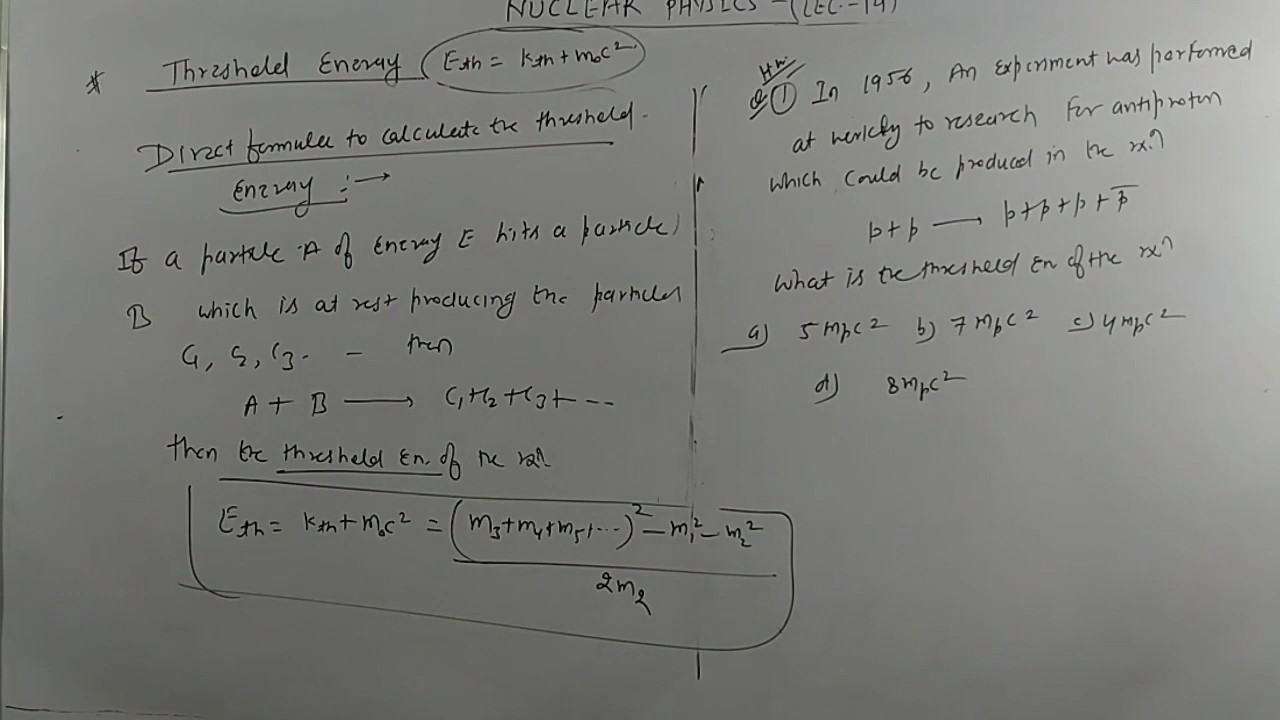 NUCLEAR PHYSICS - (LEC.-14)
* Threshold Energy (Eth = Kth + m₀c²)
Direct formula to calculate the threshold.
Energy :→
If a particle A of energy E hits a particle
B which is at rest producing the particles
C₁, C₂, C₃. - then
A + B ⟶ C₁+C₂+C₃+---
then the threshold En. of the rxⁿ
Eth = Kth + m₀c² = ((m₃+m₄+m₅+...)² - m₁² - m₂²) / 2m₂
HW
Q ① In 1956, An experiment was performed
at to research for antiproton
which could be produced in the rxⁿ
p + p ⟶ p+p+p+p̅
What is the threshold En of the rxⁿ
a) 5mpc² b) 7mpc² c) 4mpc²
d) 8mpc²